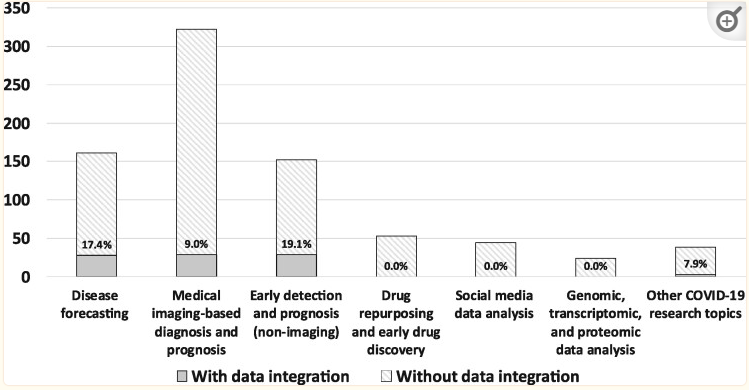 350
300
250
200
150
100
50
0
17.4%
9.0%
19.1%
0.0%
0.0%
0.0%
7.9%
Disease
forecasting
Medical
imaging-based
diagnosis and
prognosis
Early detection
and prognosis
(non-imaging)
Drug
repurposing
and early drug
discovery
Social media
data analysis
Genomic,
transcriptomic,
and proteomic
data analysis
Other COVID-19
research topics
With data integration
Without data integration